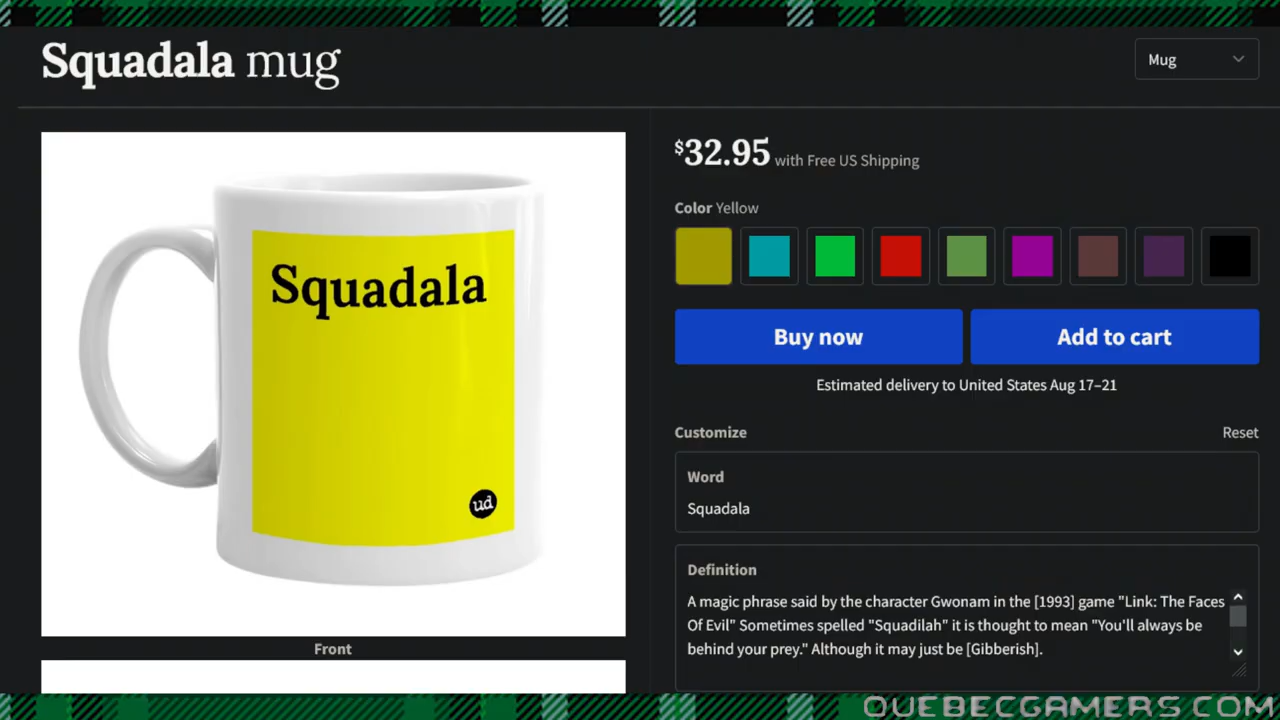 Squadala mug
Mug
$32.95 with Free US Shipping
Color Yellow
Squadala
ud
Buy now
Add to cart
Estimated delivery to United States Aug 17–21
Customize
Reset
Word
Squadala
Definition
A magic phrase said by the character Gwonam in the [1993] game "Link: The Faces
Of Evil" Sometimes spelled "Squadilah" it is thought to mean "You'll always be
behind your prey." Although it may just be [Gibberish].
Front
QUEBECGAMERS.COM